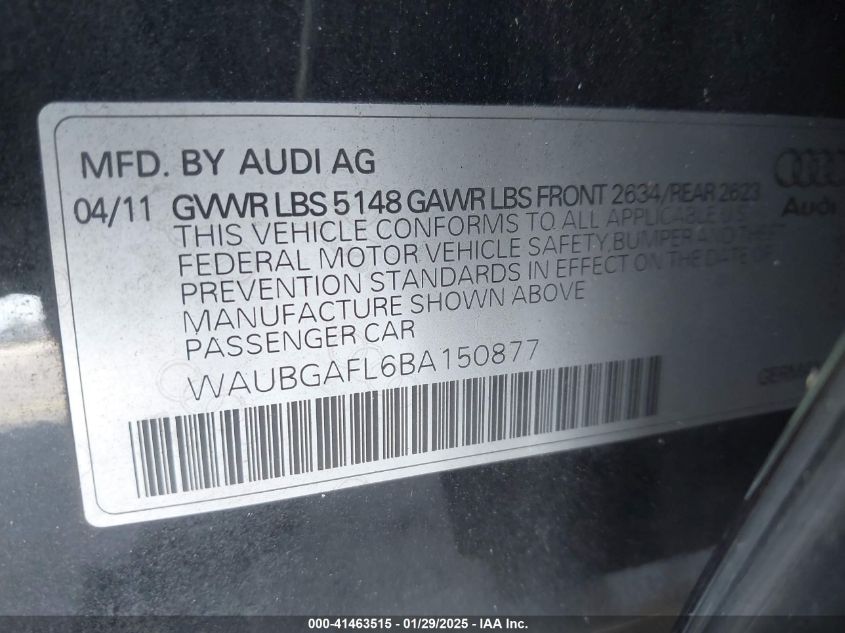 MFD. BY AUDI AG
04/11 GVWR LBS 5148 GAWR LBS FRONT 2634/REAR 2623
THIS VEHICLE CONFORMS TO ALL APPLICABLE U.S.
FEDERAL MOTOR VEHICLE SAFETY, BUMPER AND THEFT
PREVENTION STANDARDS IN EFFECT ON THE DATE OF
MANUFACTURE SHOWN ABOVE
PASSENGER CAR
WAUBGAFL6BA150877
Audi
GERMANY
000-41463515 - 01/29/2025 - IAA Inc.